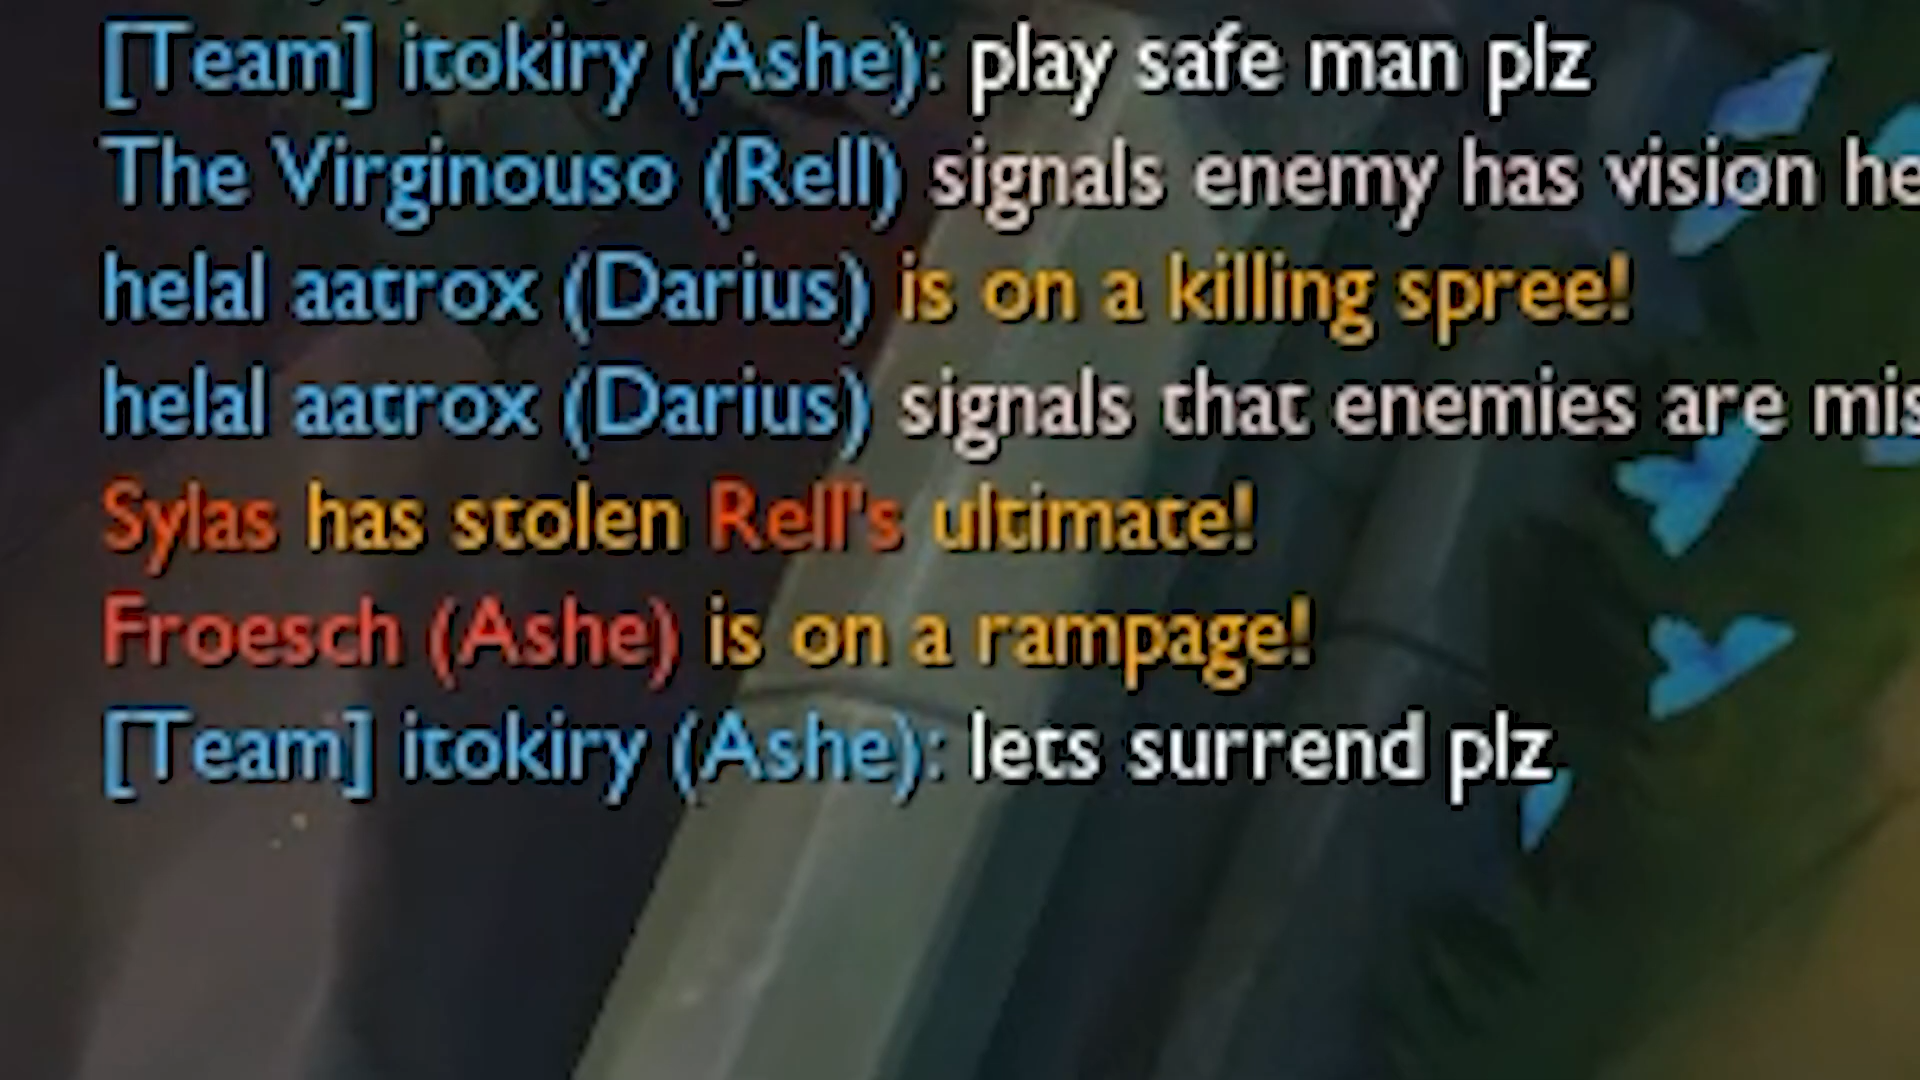 [Team] itokiry (Ashe): play safe man plz
The Virginouso (Rell) signals enemy has vision
helal aatrox (Darius) is on a killing spree!
helal aatrox (Darius) signals that enemies are
Sylas has stolen Rell's ultimate!
Froesch (Ashe) is on a rampage!
[Team] itokiry (Ashe): lets surrend plz